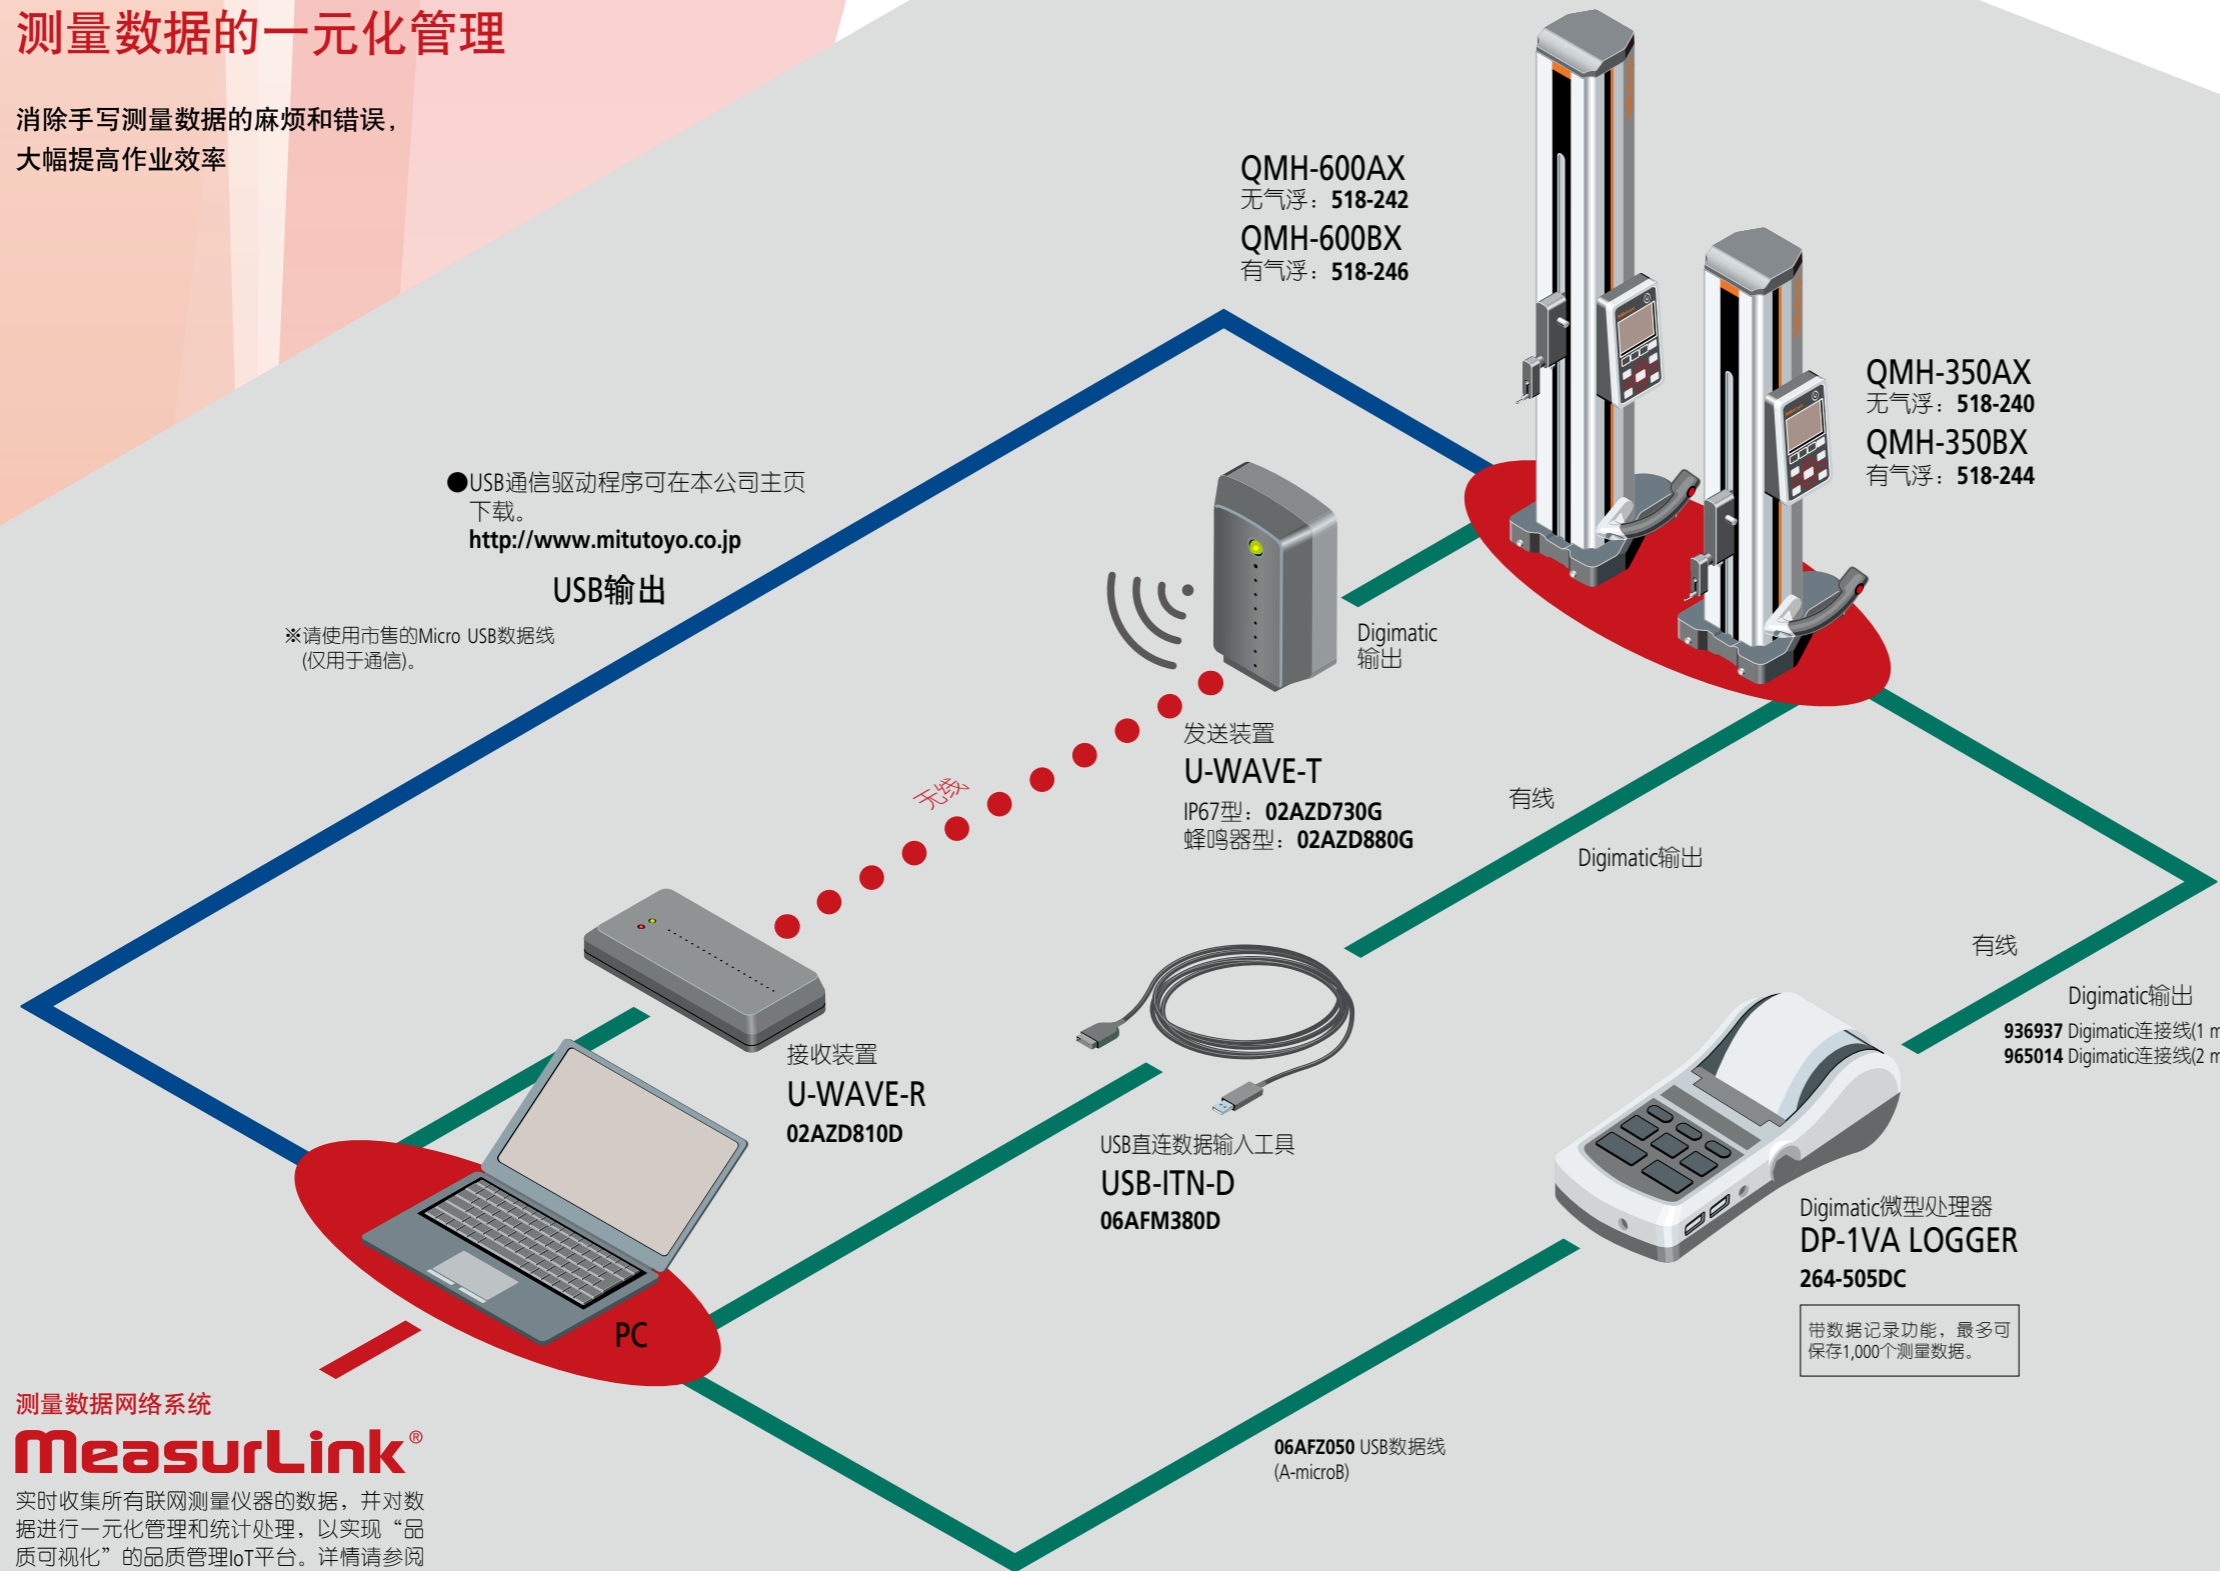 测量数据的一元化管理
消除手写测量数据的麻烦和错误，
大幅提高作业效率
QMH-600AX
无气浮：518-242
QMH-600BX
有气浮：518-246
QMH-350AX
无气浮：518-240
QMH-350BX
有气浮：518-244
●USB通信驱动程序可在本公司主页
下载。
http://www.mitutoyo.co.jp
USB输出
※请使用市售的Micro USB数据线
(仅用于通信)。
Digimatic
输出
发送装置
U-WAVE-T
IP67型：02AZD730G
蜂鸣器型：02AZD880G
无线
有线
Digimatic输出
有线
Digimatic输出
936937 Digimatic连接线(1 m
965014 Digimatic连接线(2 m
接收装置
U-WAVE-R
02AZD810D
USB直连数据输入工具
USB-ITN-D
06AFM380D
Digimatic微型处理器
DP-1VA LOGGER
264-505DC
带数据记录功能，最多可
保存1,000个测量数据。
PC
06AFZ050 USB数据线
(A-microB)
测量数据网络系统
MeasurLink®
实时收集所有联网测量仪器的数据，并对数
据进行一元化管理和统计处理，以实现“品
质可视化”的品质管理IoT平台。详情请参阅